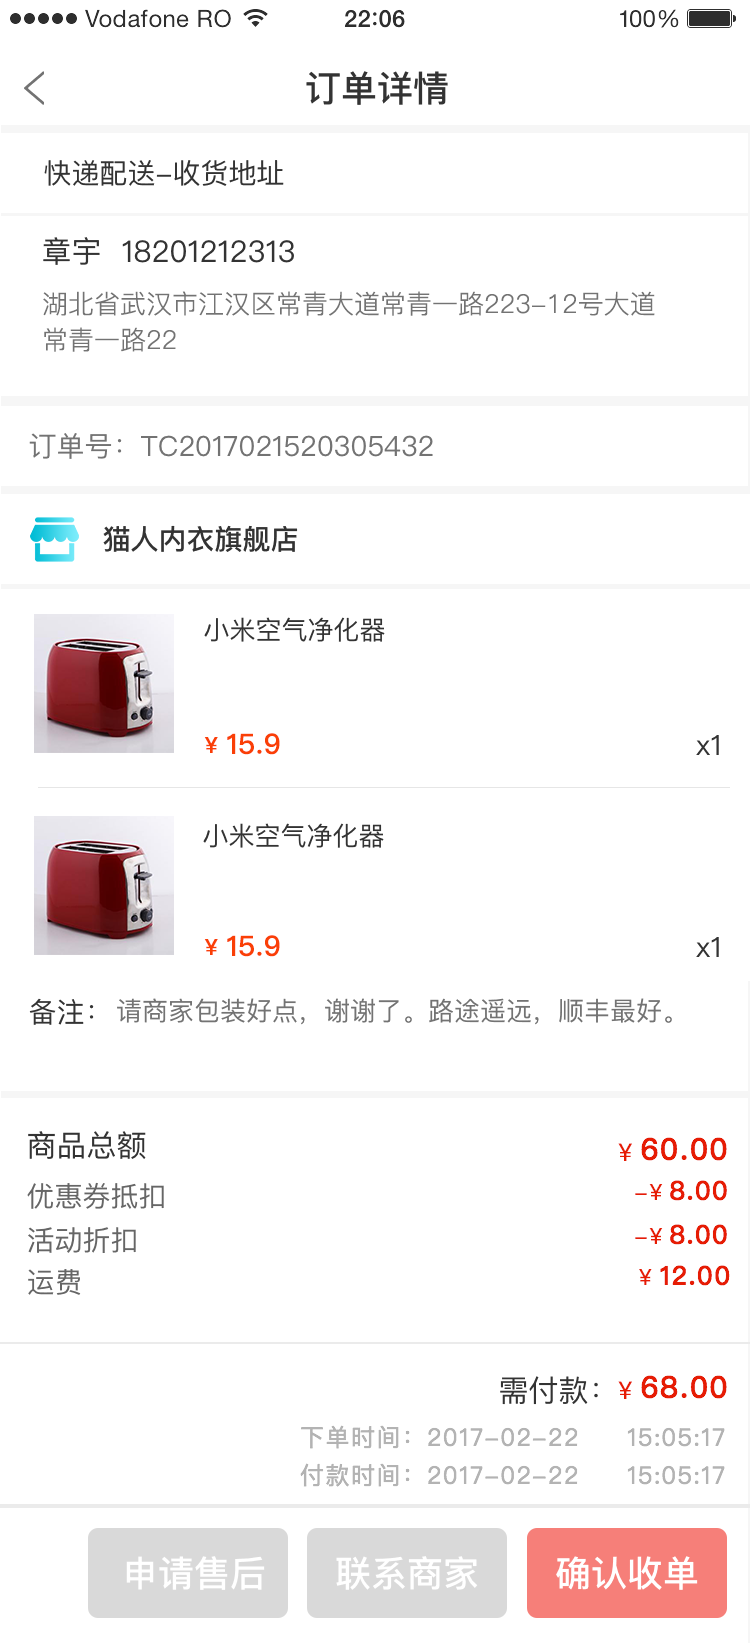 ●●●●● Vodafone RO 22:06 100%
订单详情
快递配送–收货地址
章宇 18201212313
湖北省武汉市江汉区常青大道常青一路223–12号大道
常青一路22
订单号：TC2017021520305432
猫人内衣旗舰店
小米空气净化器
¥ 15.9 x1
小米空气净化器
¥ 15.9 x1
备注： 请商家包装好点，谢谢了。路途遥远，顺丰最好。
商品总额 ¥ 60.00
优惠券抵扣 –¥ 8.00
活动折扣 –¥ 8.00
运费 ¥ 12.00
需付款：¥ 68.00
下单时间：2017–02–22 15:05:17
付款时间：2017–02–22 15:05:17
申请售后 联系商家 确认收单